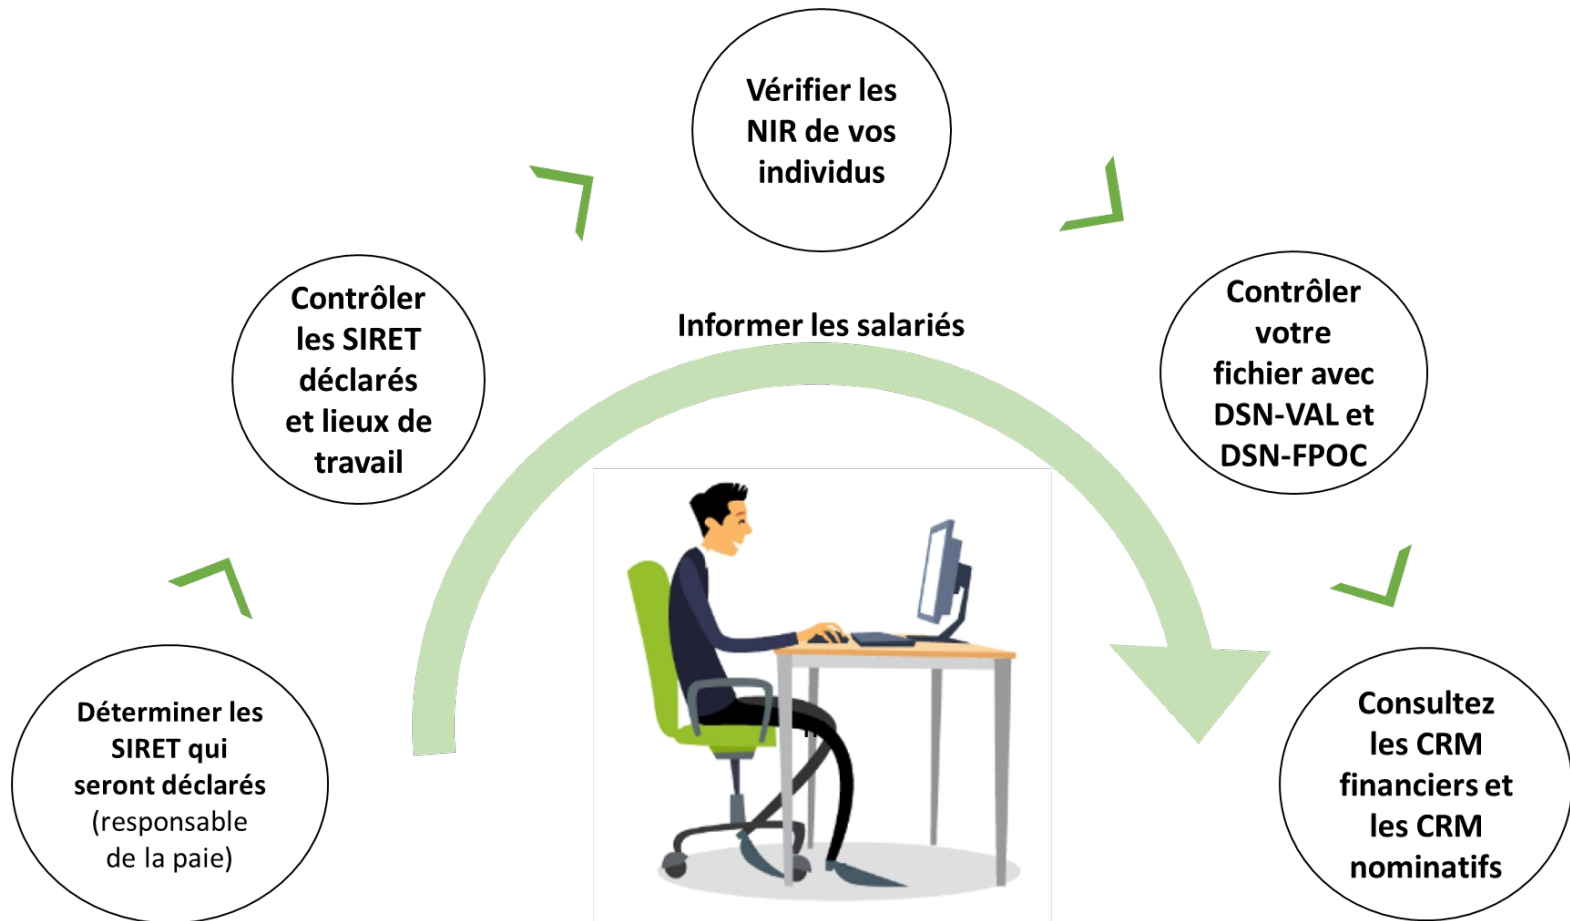 Déterminer les
SIRET qui
seront déclarés
(responsable
de la paie)
Contrôler
les SIRET
déclarés
et lieux de
travail
Vérifier les
NIR de vos
individus
Contrôler
votre
fichier avec
DSN-VAL et
DSN-FPOC
Consultez
les CRM
financiers et
les CRM
nominatifs
Informer les salariés